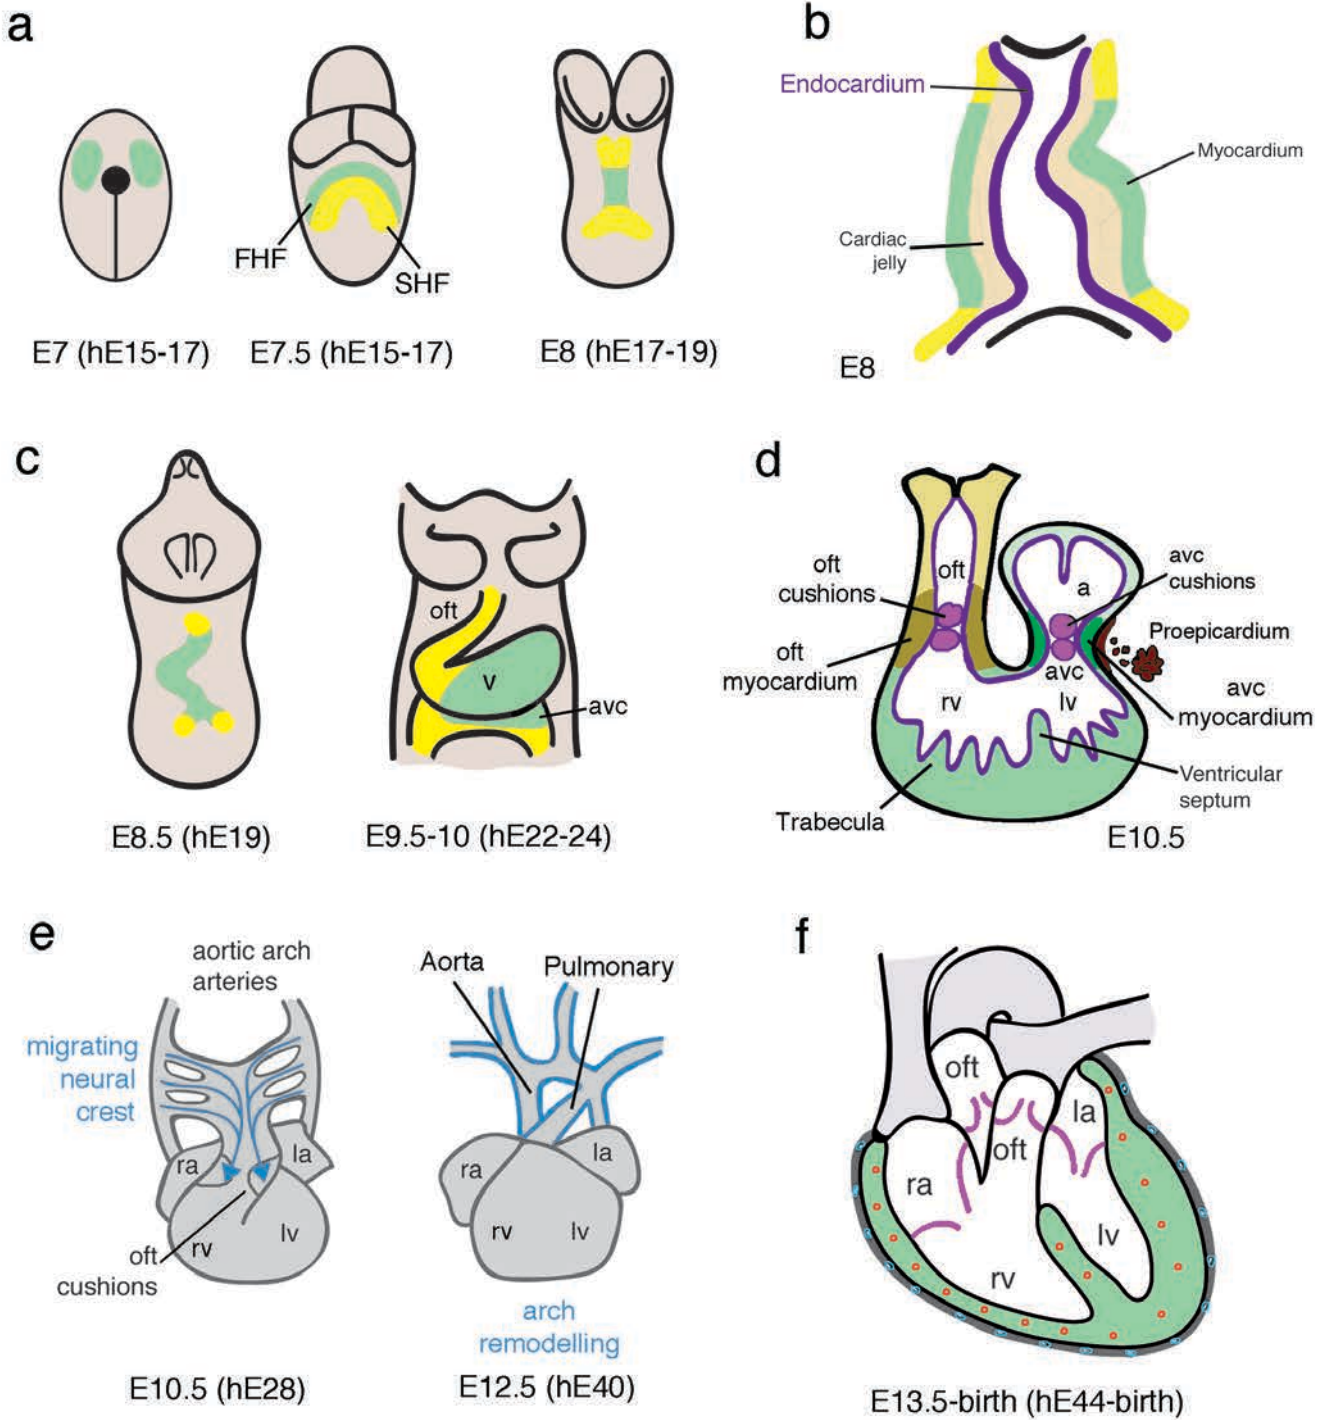 a
FHF
SHF
E7 (hE15-17)
E7.5 (hE15-17)
E8 (hE17-19)
b
Endocardium
Myocardium
Cardiac
jelly
E8
c
oft
v
avc
E8.5 (hE19)
E9.5-10 (hE22-24)
d
oft
cushions
oft
myocardium
oft
a
avc
cushions
Proepicardium
avc
myocardium
avc
rv
lv
Ventricular
septum
Trabecula
E10.5
e
aortic arch
arteries
migrating
neural
crest
ra
la
rv
lv
oft
cushions
E10.5 (hE28)
Aorta
Pulmonary
ra
la
rv
lv
arch
remodelling
E12.5 (hE40)
f
oft
la
oft
ra
lv
rv
E13.5-birth (hE44-birth)